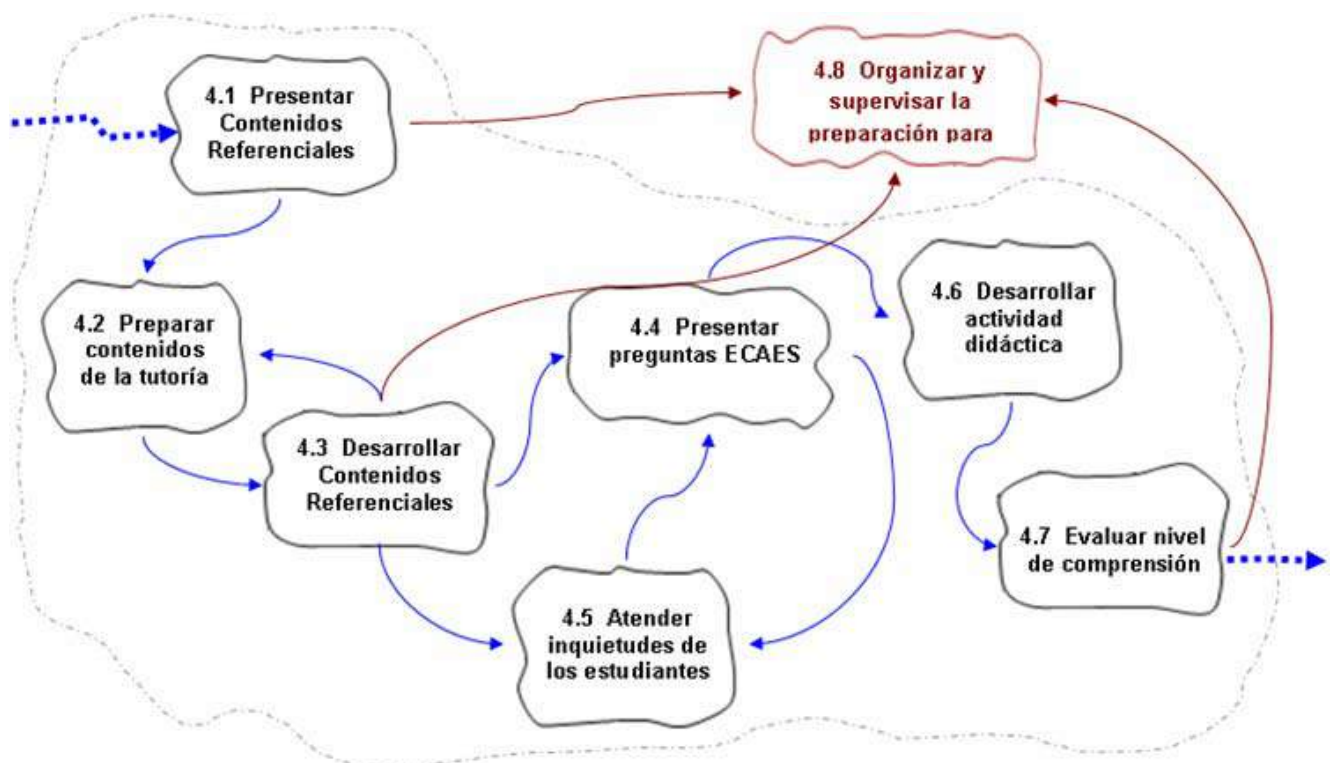 4.1 Presentar
Contenidos
Referenciales
4.8 Organizar y
supervisar la
preparación para
4.2 Preparar
contenidos
de la tutoría
4.3 Desarrollar
Contenidos
Referenciales
4.4 Presentar
preguntas ECAES
4.5 Atender
inquietudes de
los estudiantes
4.6 Desarrollar
actividad
didáctica
4.7 Evaluar nivel
de comprensión